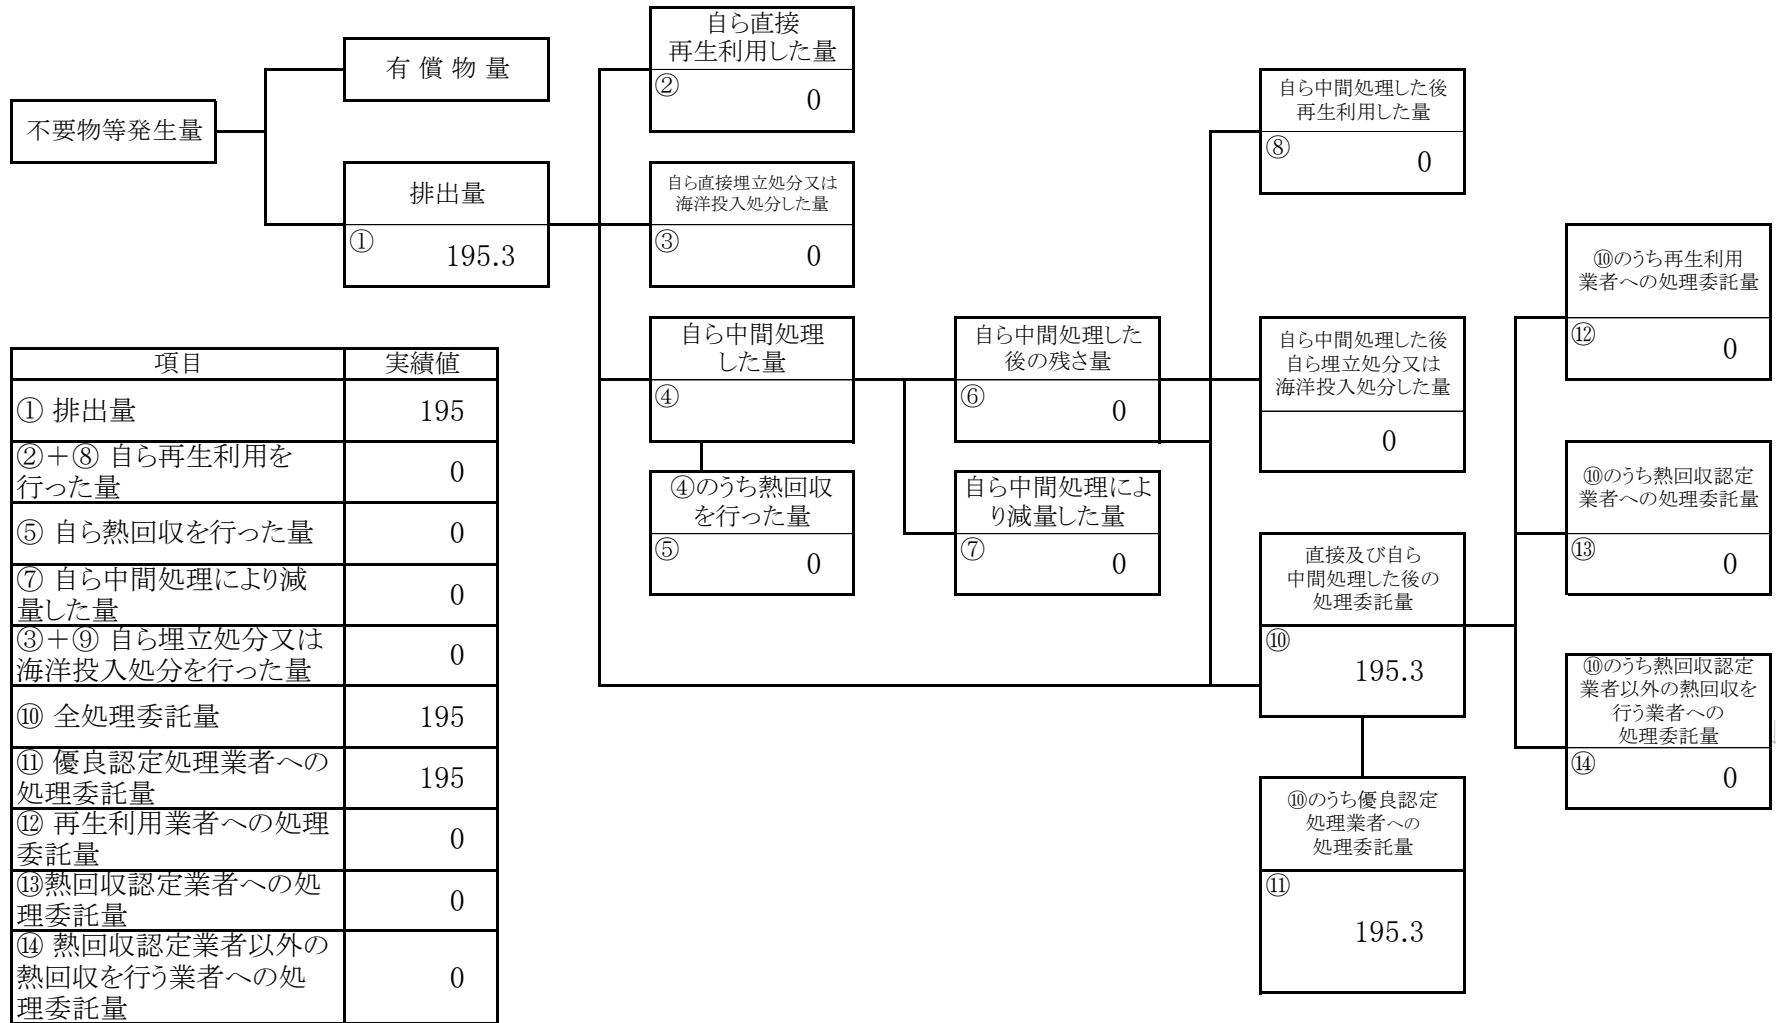 不要物等発生量
有 償 物 量
排出量
①
195.3
自ら直接
再生利用した量
②
0
自ら直接埋立処分又は
海洋投入処分した量
③
0
自ら中間処理
した量
④
④のうち熱回収
を行った量
⑤
0
自ら中間処理した
後の残さ量
⑥
0
自ら中間処理によ
り減量した量
⑦
0
自ら中間処理した後
再生利用した量
⑧
0
自ら中間処理した後
自ら埋立処分又は
海洋投入処分した量
0
直接及び自ら
中間処理した後の
処理委託量
⑩
195.3
⑩のうち優良認定
処理業者への
処理委託量
⑪
195.3
⑩のうち再生利用
業者への処理委託量
⑫
0
⑩のうち熱回収認定
業者への処理委託量
⑬
0
⑩のうち熱回収認定
業者以外の熱回収を
行う業者への
処理委託量
⑭
0
項目 実績値
① 排出量 195
②＋⑧ 自ら再生利用を
行った量 0
⑤ 自ら熱回収を行った量 0
⑦ 自ら中間処理により減
量した量 0
③＋⑨ 自ら埋立処分又は
海洋投入処分を行った量 0
⑩ 全処理委託量 195
⑪ 優良認定処理業者への
処理委託量 195
⑫ 再生利用業者への処理
委託量 0
⑬熱回収認定業者への処
理委託量 0
⑭ 熱回収認定業者以外の
熱回収を行う業者への処
理委託量 0